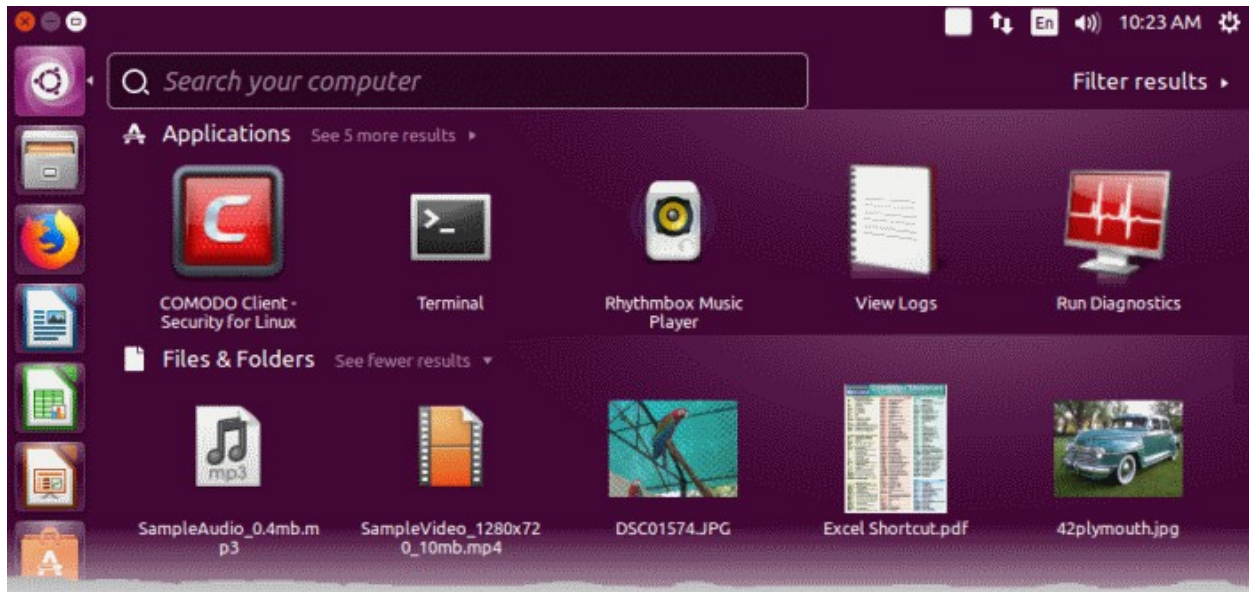 En 10:23 AM
Search your computer
Filter results
Applications See 5 more results
C
>_
COMODO Client -
Security for Linux
Terminal
Rhythmbox Music
Player
View Logs
Run Diagnostics
Files & Folders See fewer results
mp3
SampleAudio_0.4mb.m
p3
SampleVideo_1280x72
0_10mb.mp4
DSC01574.JPG
Excel Shortcut.pdf
42plymouth.jpg